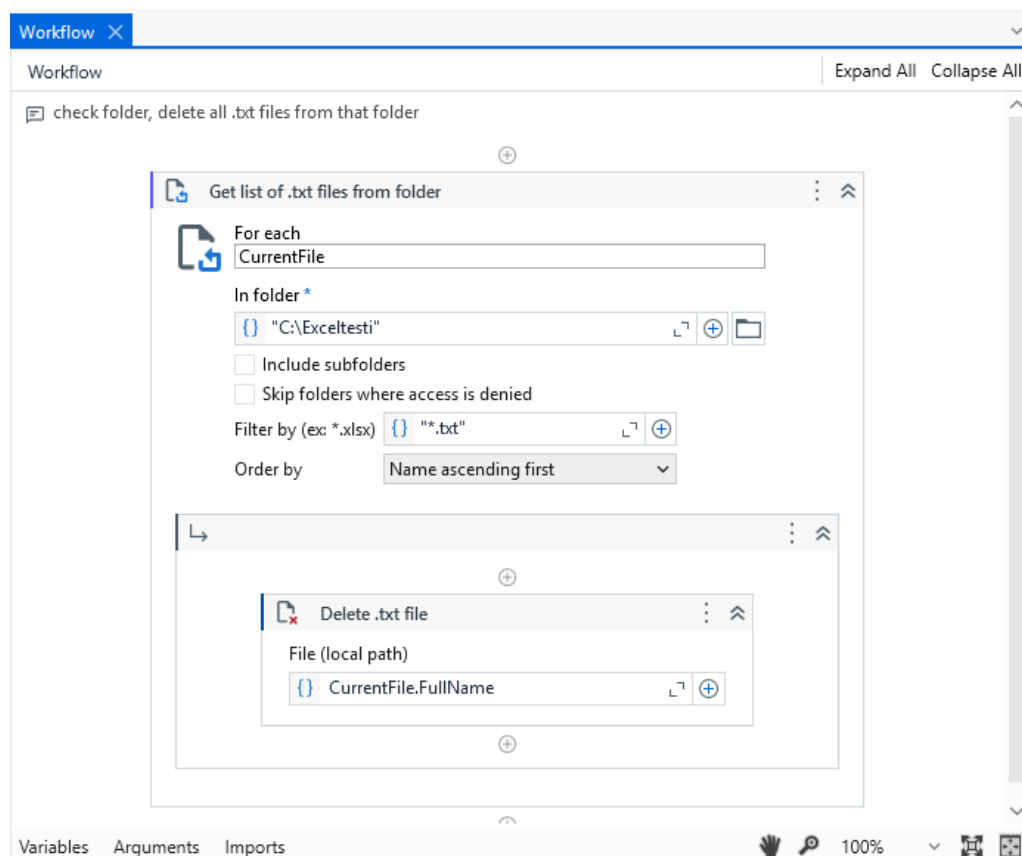 Workflow
Workflow
Expand All Collapse All
check folder, delete all .txt files from that folder
Get list of .txt files from folder
For each
CurrentFile
In folder *
{} "C:\Exceltesti"
Include subfolders
Skip folders where access is denied
Filter by (ex: *.xlsx) {} "*.txt"
Order by Name ascending first
Delete .txt file
File (local path)
{} CurrentFile.FullName
Variables Arguments Imports 100%